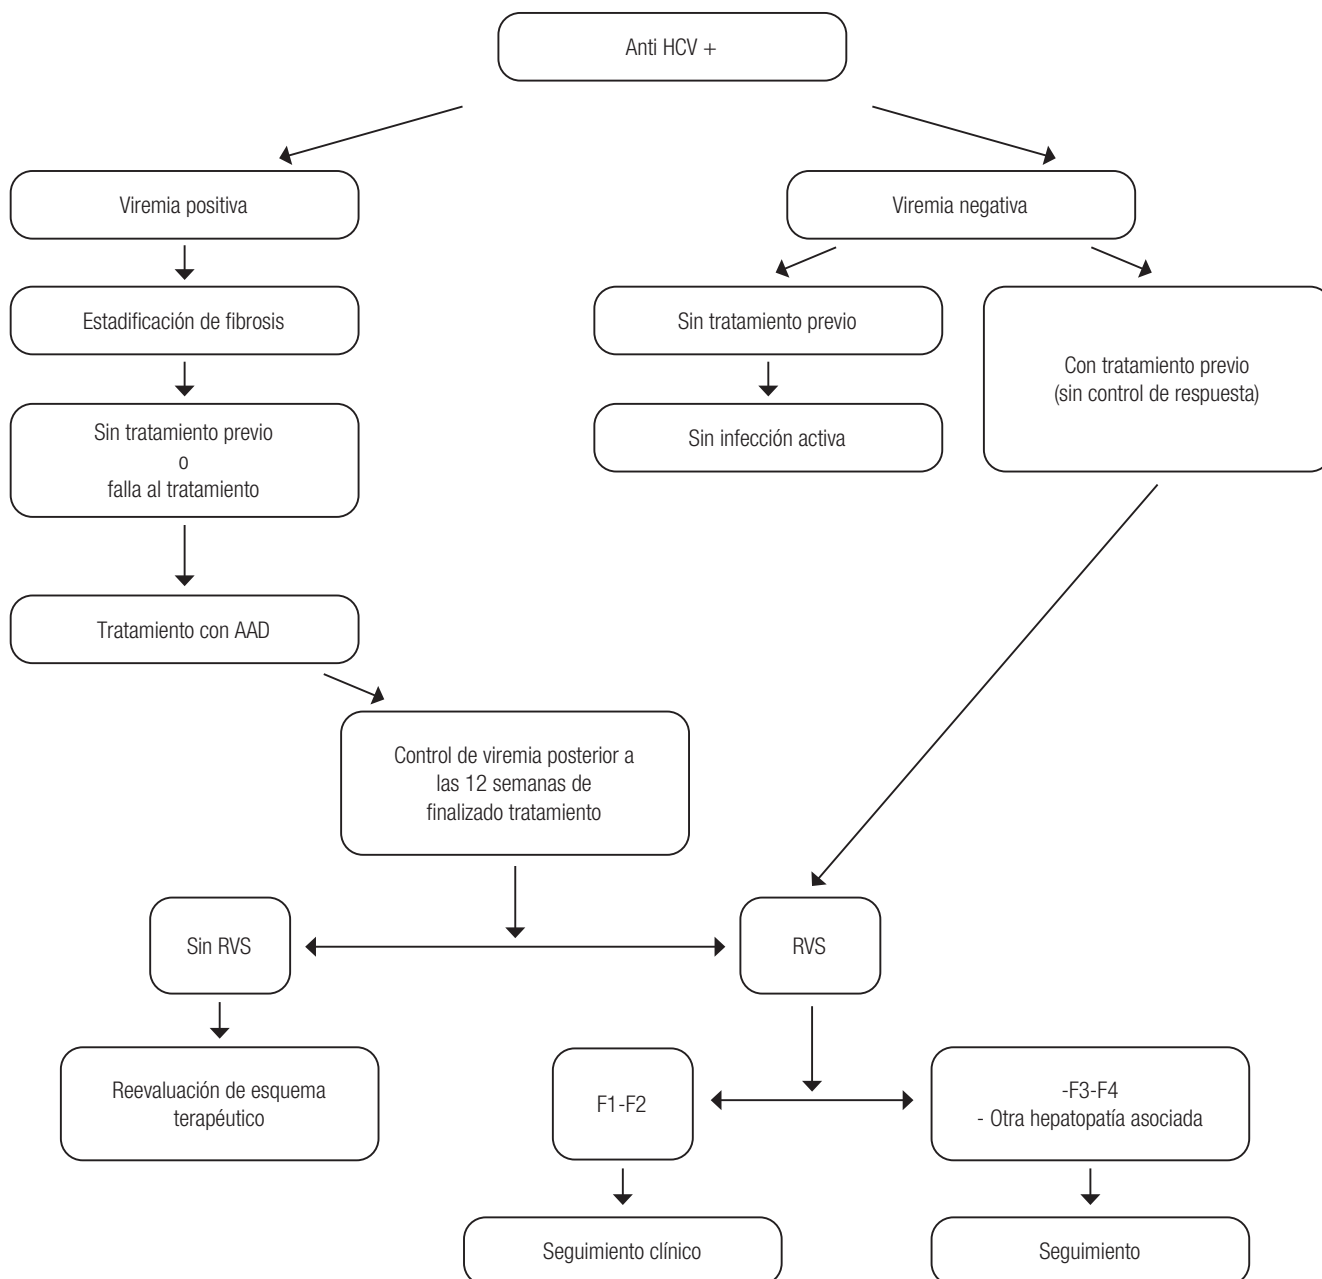 Anti HCV +
Viremia positiva
Viremia negativa
Estadificación de fibrosis
Sin tratamiento previo
Con tratamiento previo
(sin control de respuesta)
Sin tratamiento previo
o
falla al tratamiento
Sin infección activa
Tratamiento con AAD
Control de viremia posterior a
las 12 semanas de
finalizado tratamiento
Sin RVS
RVS
Reevaluación de esquema
terapéutico
F1-F2
-F3-F4
- Otra hepatopatía asociada
Seguimiento clínico
Seguimiento